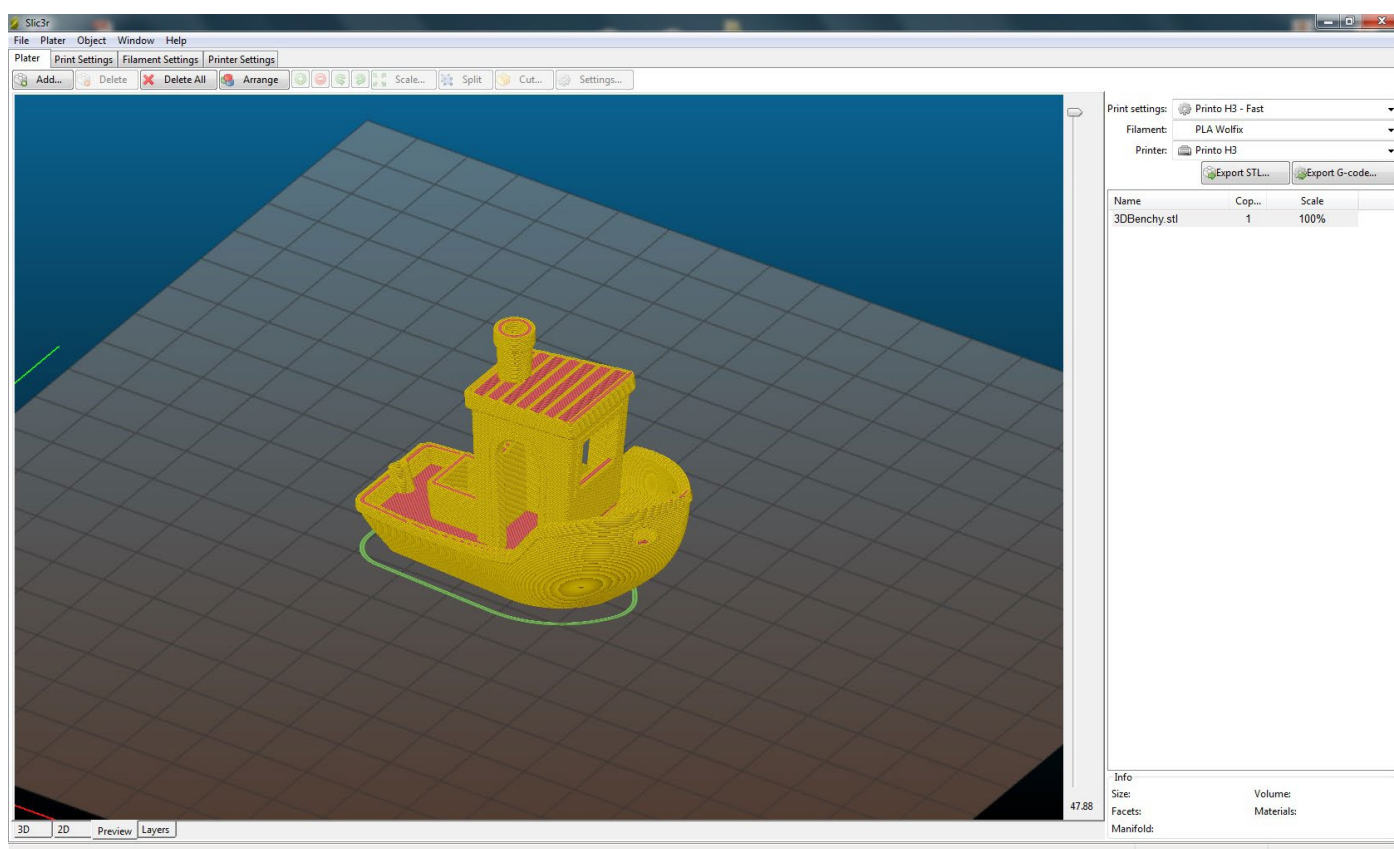 Slic3r
File Plater Object Window Help
Plater Print Settings Filament Settings Printer Settings
Add... Delete Delete All Arrange Scale... Split Cut... Settings...
Print settings: Printo H3 - Fast
Filament: PLA Wolfix
Printer: Printo H3
Export STL... Export G-code...
Name Cop... Scale
3DBenchy.stl 1 100%
47.88
Info
Size: Volume:
Facets: Materials:
Manifold:
3D 2D Preview Layers